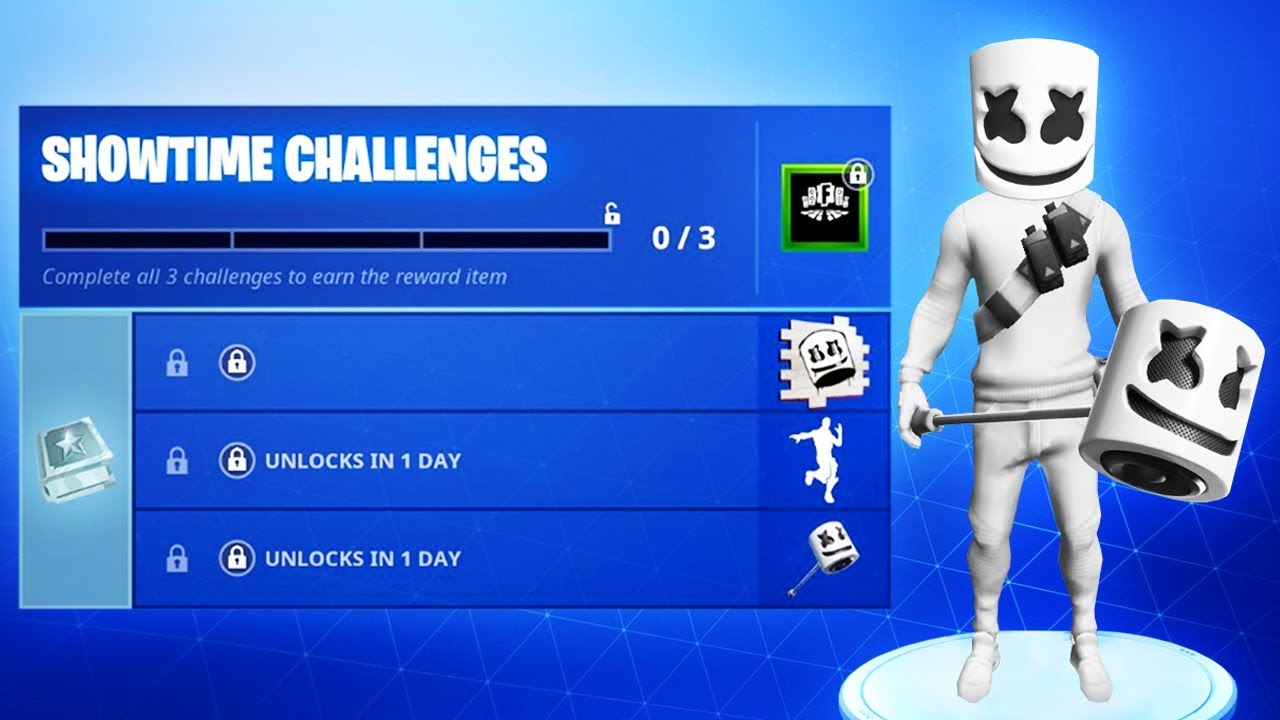 SHOWTIME CHALLENGES
0 / 3
Complete all 3 challenges to earn the reward item
UNLOCKS IN 1 DAY
UNLOCKS IN 1 DAY